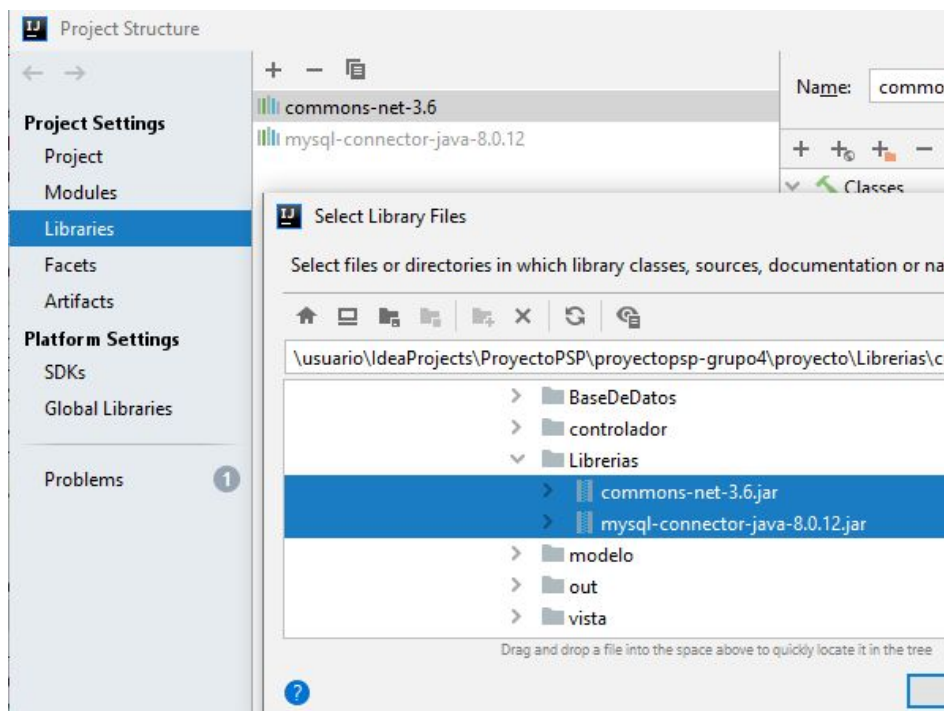 Project Structure
Name: commo
commons-net-3.6
mysql-connector-java-8.0.12
Classes
Project Settings
Project
Modules
Libraries
Facets
Artifacts
Platform Settings
SDKs
Global Libraries
Problems 1
Select Library Files
Select files or directories in which library classes, sources, documentation or na
\usuario\IdeaProjects\ProyectoPSP\proyectopsp-grupo4\proyecto\Librerias\c
BaseDeDatos
controlador
Librerias
commons-net-3.6.jar
mysql-connector-java-8.0.12.jar
modelo
out
vista
Drag and drop a file into the space above to quickly locate it in the tree